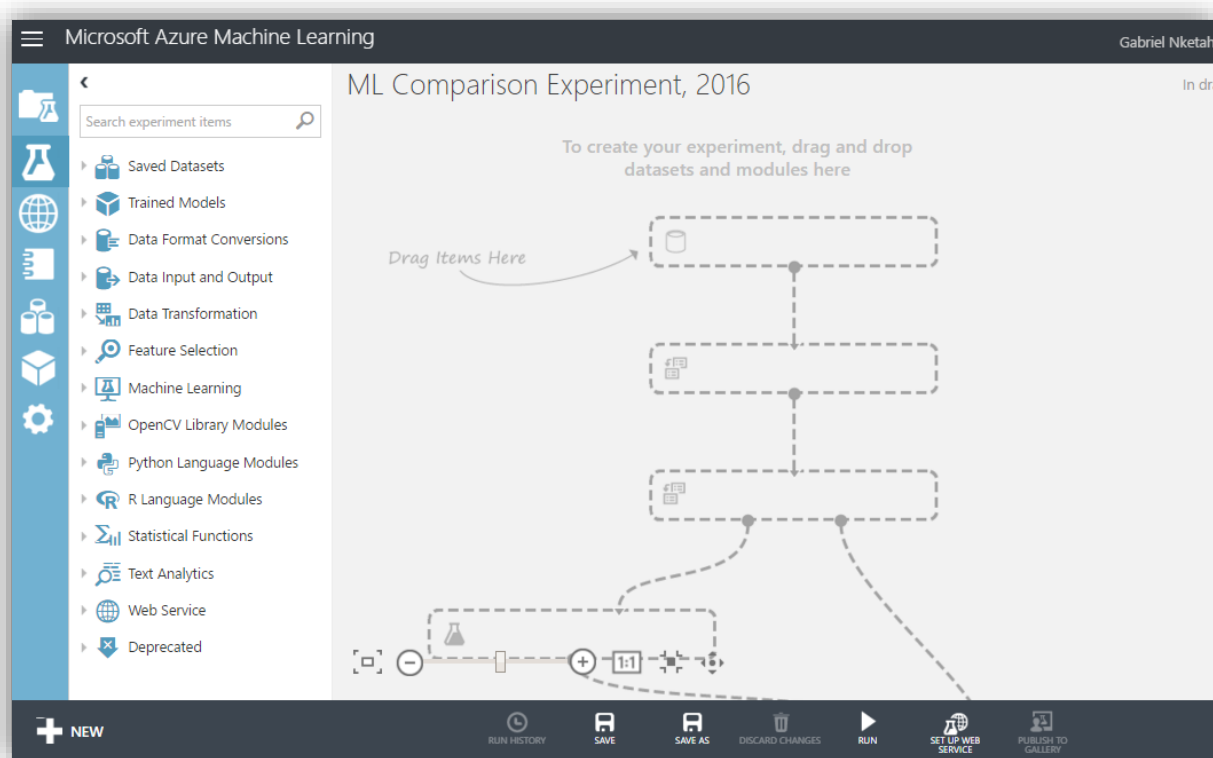 Microsoft Azure Machine Learning
Gabriel Nketah
ML Comparison Experiment, 2016
In dra
Search experiment items
Saved Datasets
Trained Models
Data Format Conversions
Data Input and Output
Data Transformation
Feature Selection
Machine Learning
OpenCV Library Modules
Python Language Modules
R Language Modules
Statistical Functions
Text Analytics
Web Service
Deprecated
To create your experiment, drag and drop
datasets and modules here
Drag Items Here
1:1
NEW
RUN HISTORY
SAVE
SAVE AS
DISCARD CHANGES
RUN
SET UP WEB
SERVICE
PUBLISH TO
GALLERY